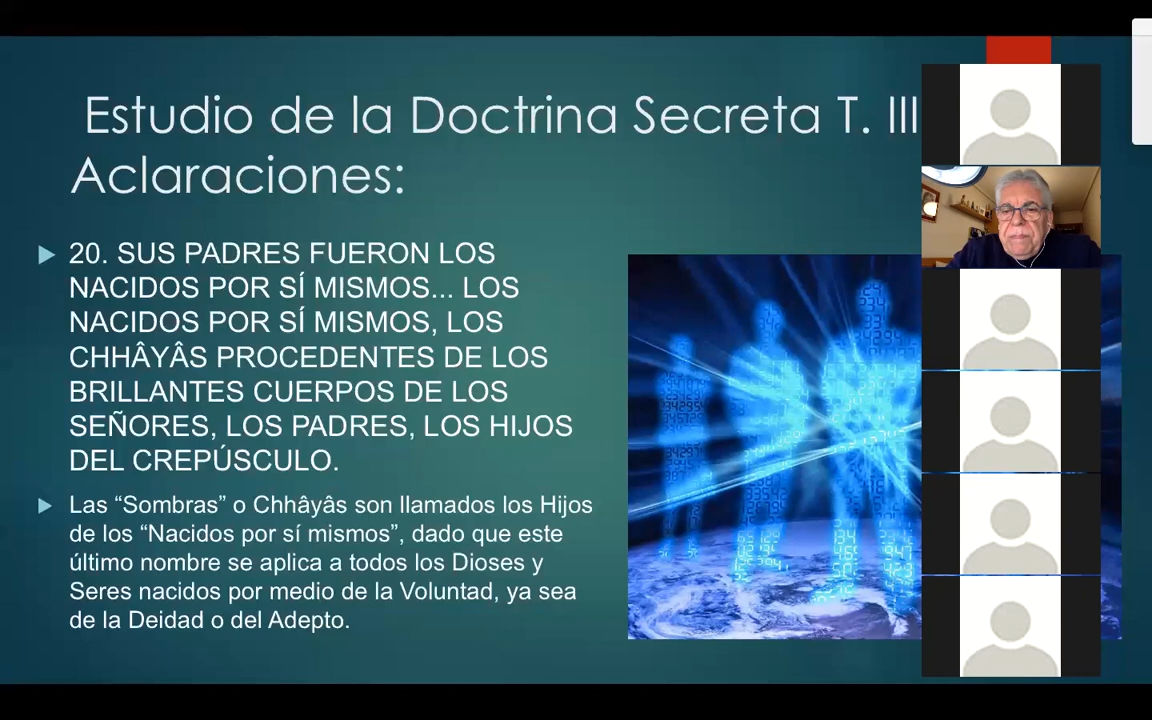 Estudio de la Doctrina Secreta T. III
Aclaraciones:
20. SUS PADRES FUERON LOS
NACIDOS POR SÍ MISMOS... LOS
NACIDOS POR SÍ MISMOS, LOS
CHHÂYÂS PROCEDENTES DE LOS
BRILLANTES CUERPOS DE LOS
SEÑORES, LOS PADRES, LOS HIJOS
DEL CREPÚSCULO.
Las “Sombras” o Chhâyâs son llamados los Hijos
de los “Nacidos por sí mismos”, dado que este
último nombre se aplica a todos los Dioses y
Seres nacidos por medio de la Voluntad, ya sea
de la Deidad o del Adepto.